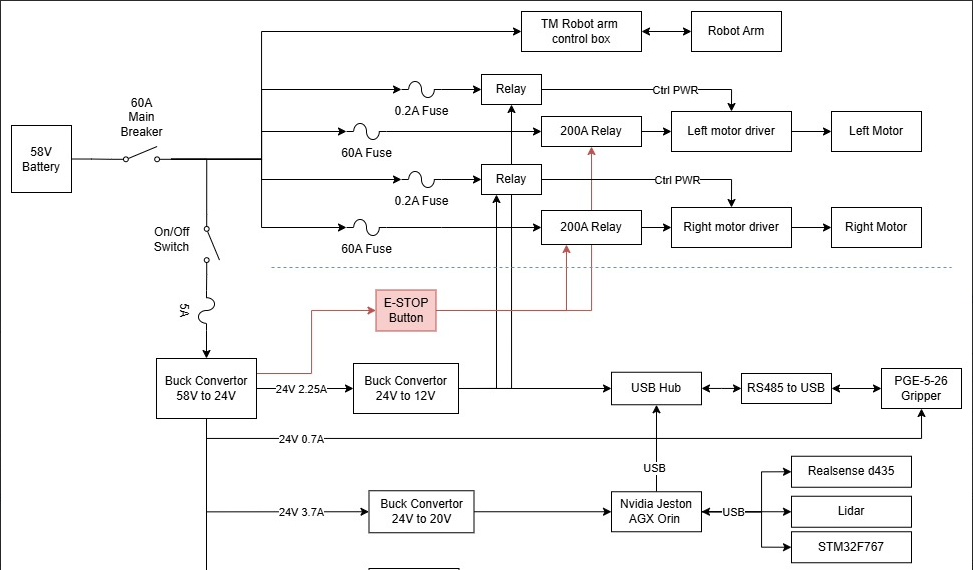 TM Robot arm
control box
Robot Arm
60A
Main
Breaker
0.2A Fuse
Relay
Ctrl PWR
58V
Battery
60A Fuse
200A Relay
Left motor driver
Left Motor
0.2A Fuse
Relay
Ctrl PWR
On/Off
Switch
60A Fuse
200A Relay
Right motor driver
Right Motor
5A
E-STOP
Button
Buck Convertor
58V to 24V
24V 2.25A
Buck Convertor
24V to 12V
USB Hub
RS485 to USB
PGE-5-26
Gripper
24V 0.7A
USB
Realsense d435
24V 3.7A
Buck Convertor
24V to 20V
Nvidia Jeston
AGX Orin
USB
Lidar
STM32F767